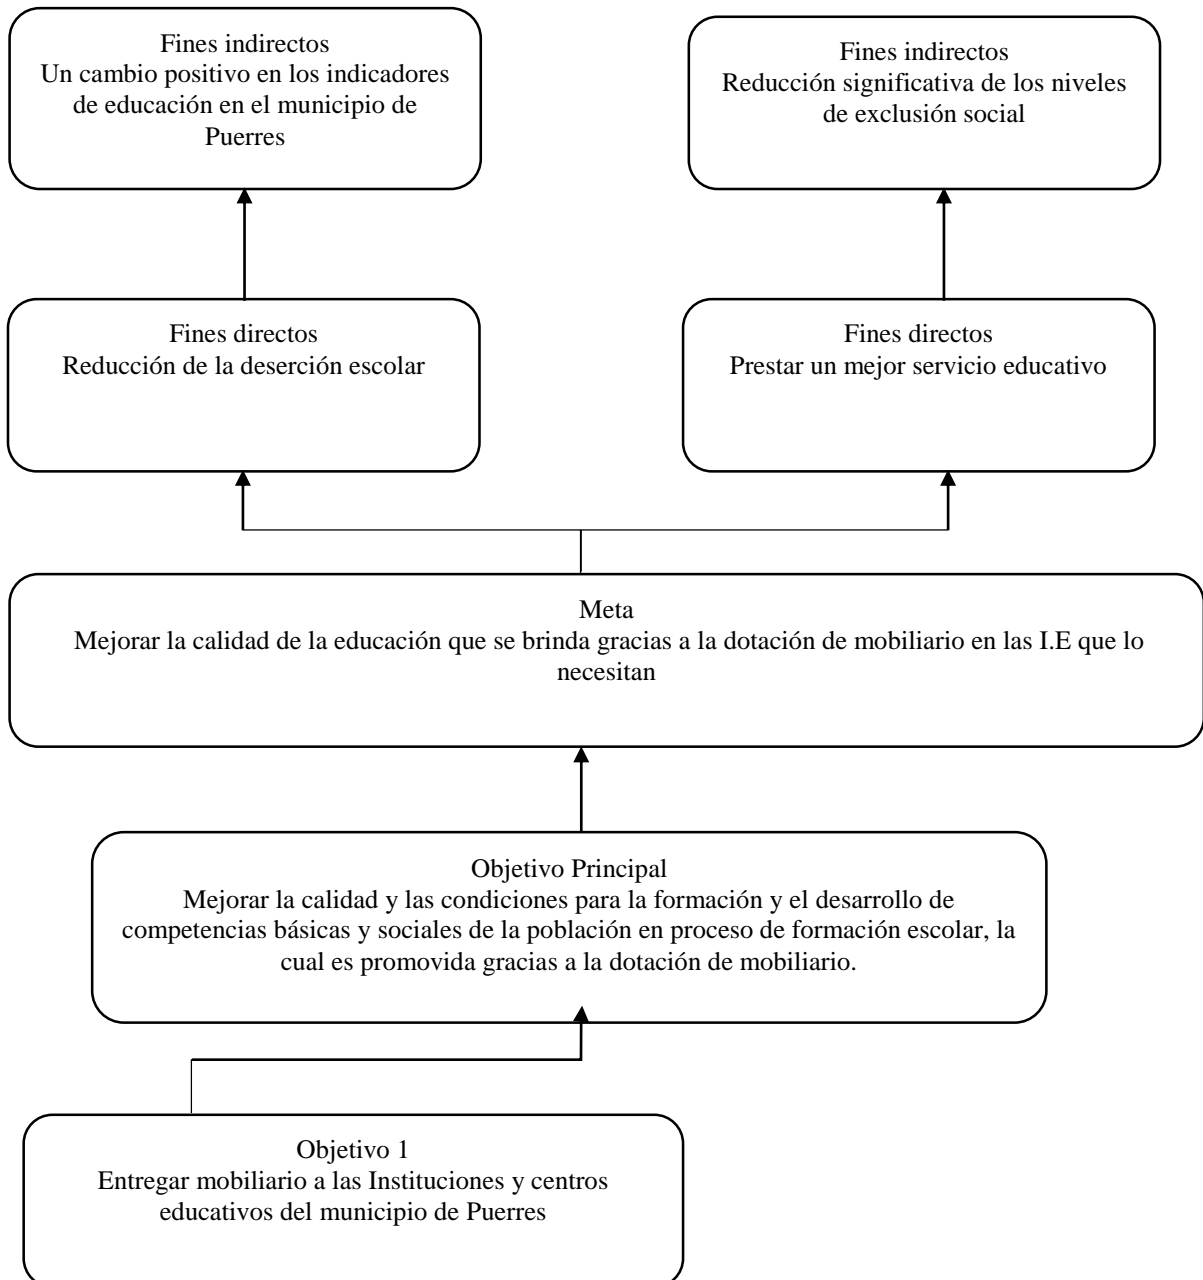 Fines indirectos
Un cambio positivo en los indicadores
de educación en el municipio de
Puerres
Fines indirectos
Reducción significativa de los niveles
de exclusión social
Fines directos
Reducción de la deserción escolar
Fines directos
Prestar un mejor servicio educativo
Meta
Mejorar la calidad de la educación que se brinda gracias a la dotación de mobiliario en las I.E que lo
necesitan
Objetivo Principal
Mejorar la calidad y las condiciones para la formación y el desarrollo de
competencias básicas y sociales de la población en proceso de formación escolar, la
cual es promovida gracias a la dotación de mobiliario.
Objetivo 1
Entregar mobiliario a las Instituciones y centros
educativos del municipio de Puerres